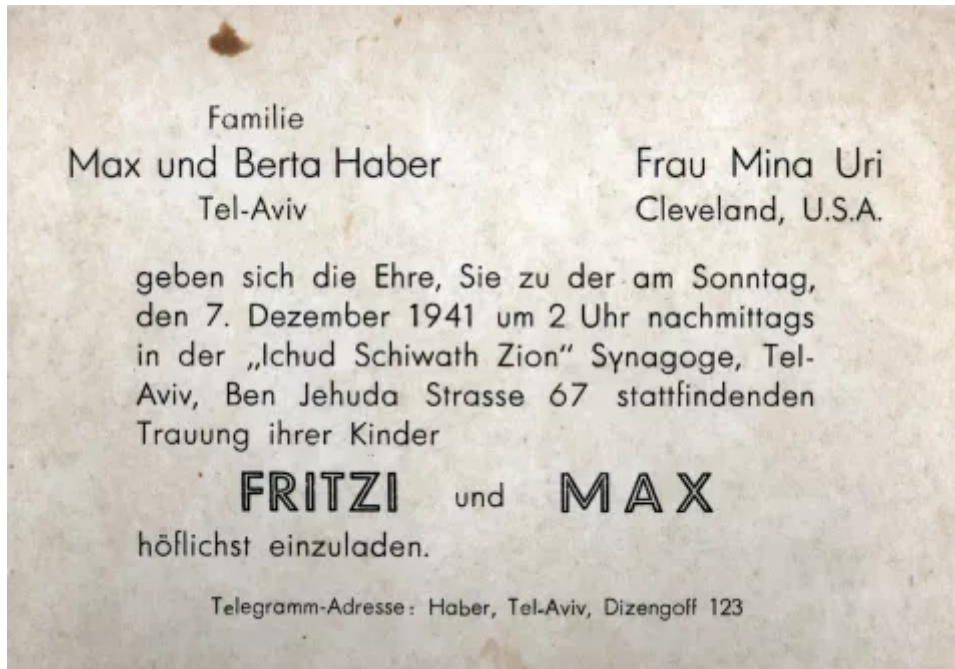 Familie
Max und Berta Haber
Tel-Aviv
Frau Mina Uri
Cleveland, U.S.A.
geben sich die Ehre, Sie zu der am Sonntag,
den 7. Dezember 1941 um 2 Uhr nachmittags
in der „Ichud Schiwath Zion" Synagoge, Tel-
Aviv, Ben Jehuda Strasse 67 stattfindenden
Trauung ihrer Kinder
FRITZI und MAX
höflichst einzuladen.
Telegramm-Adresse: Haber, Tel-Aviv, Dizengoff 123